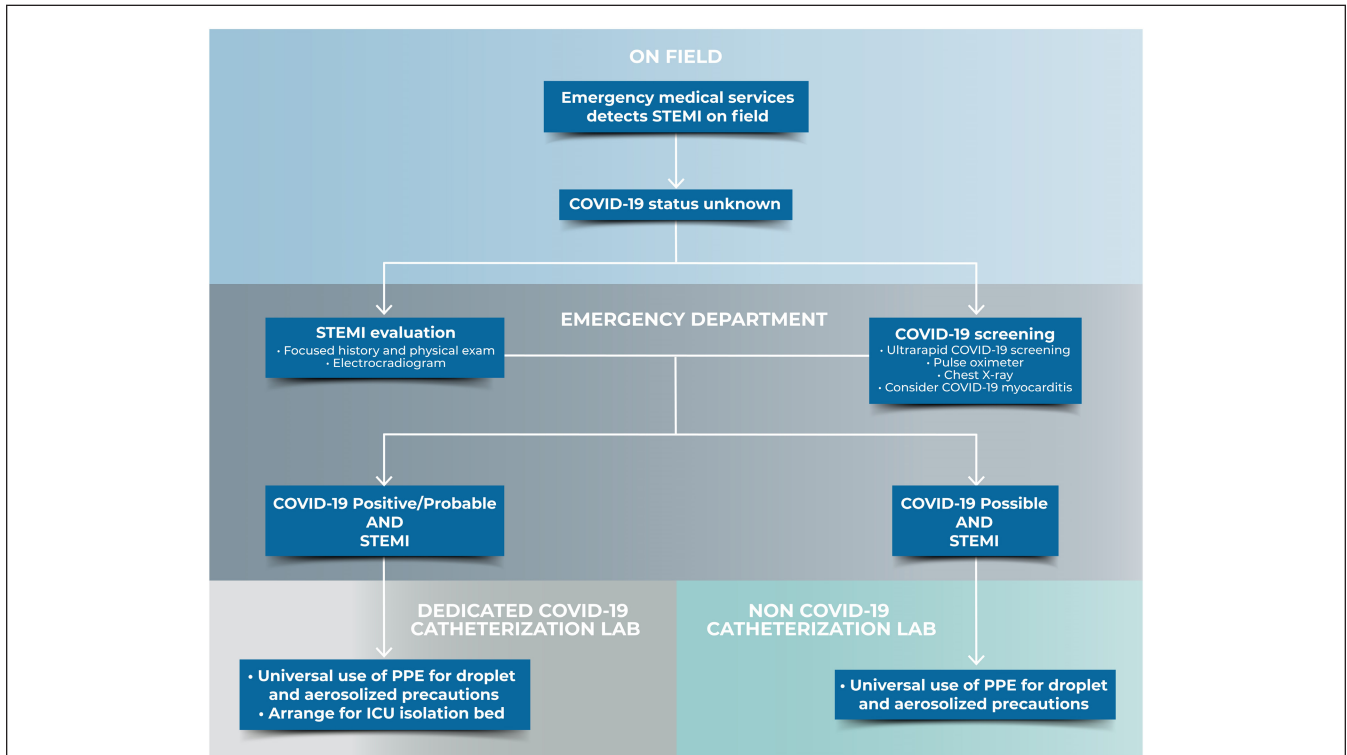 ON FIELD
Emergency medical services
detects STEMI on field
COVID-19 status unknown
EMERGENCY DEPARTMENT
STEMI evaluation
· Focused history and physical exam
· Electrocradiogram
COVID-19 screening
· Ultrarapid COVID-19 screening
· Pulse oximeter
· Chest X-ray
· Consider COVID-19 myocarditis
COVID-19 Positive/Probable
AND
STEMI
COVID-19 Possible
AND
STEMI
DEDICATED COVID-19
CATHETERIZATION LAB
• Universal use of PPE for droplet
and aerosolized precautions
• Arrange for ICU isolation bed
NON COVID-19
CATHETERIZATION LAB
• Universal use of PPE for droplet
and aerosolized precautions